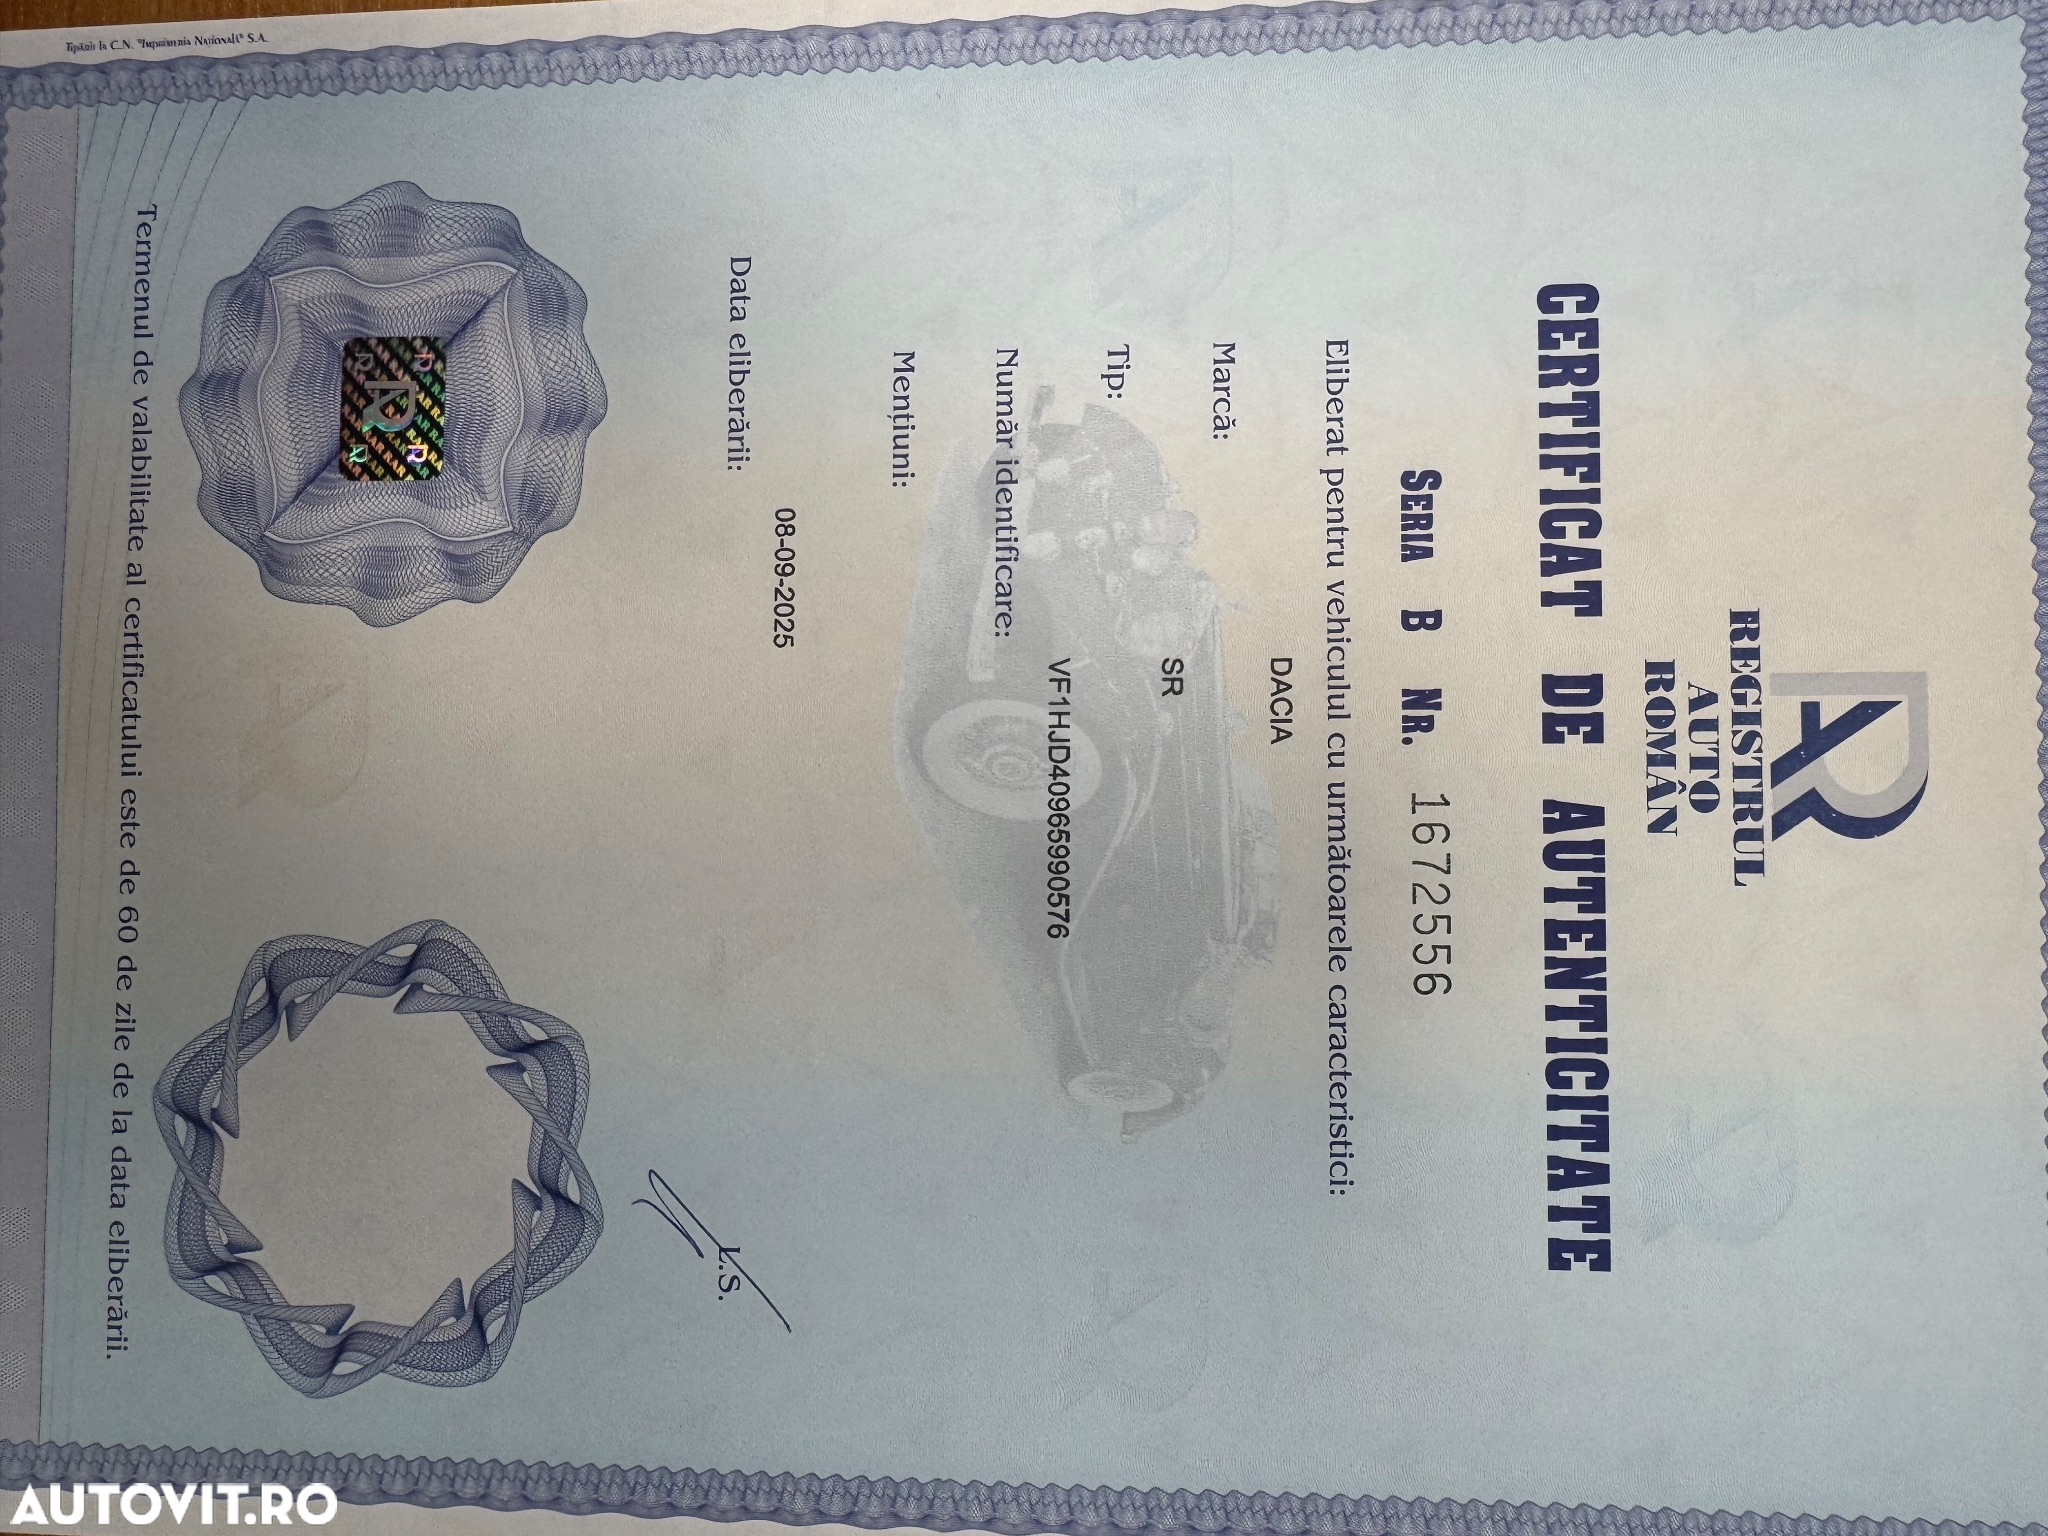 REGISTRUL
AUTO
ROMÂN
CERTIFICAT DE AUTENTICITATE
SERIA B NR. 1672556
Eliberat pentru vehiculul cu următoarele caracteristici:
Marcă: DACIA
Tip: SR
Număr identificare: VF1HJD40965990576
Mențiuni:
08-09-2025
Data eliberării:
L.S.
Termenul de valabilitate al certificatului este de 60 de zile de la data eliberării.
Tipărit la C.N. "Imprimeria Națională" S.A.
AUTOVIT.RO